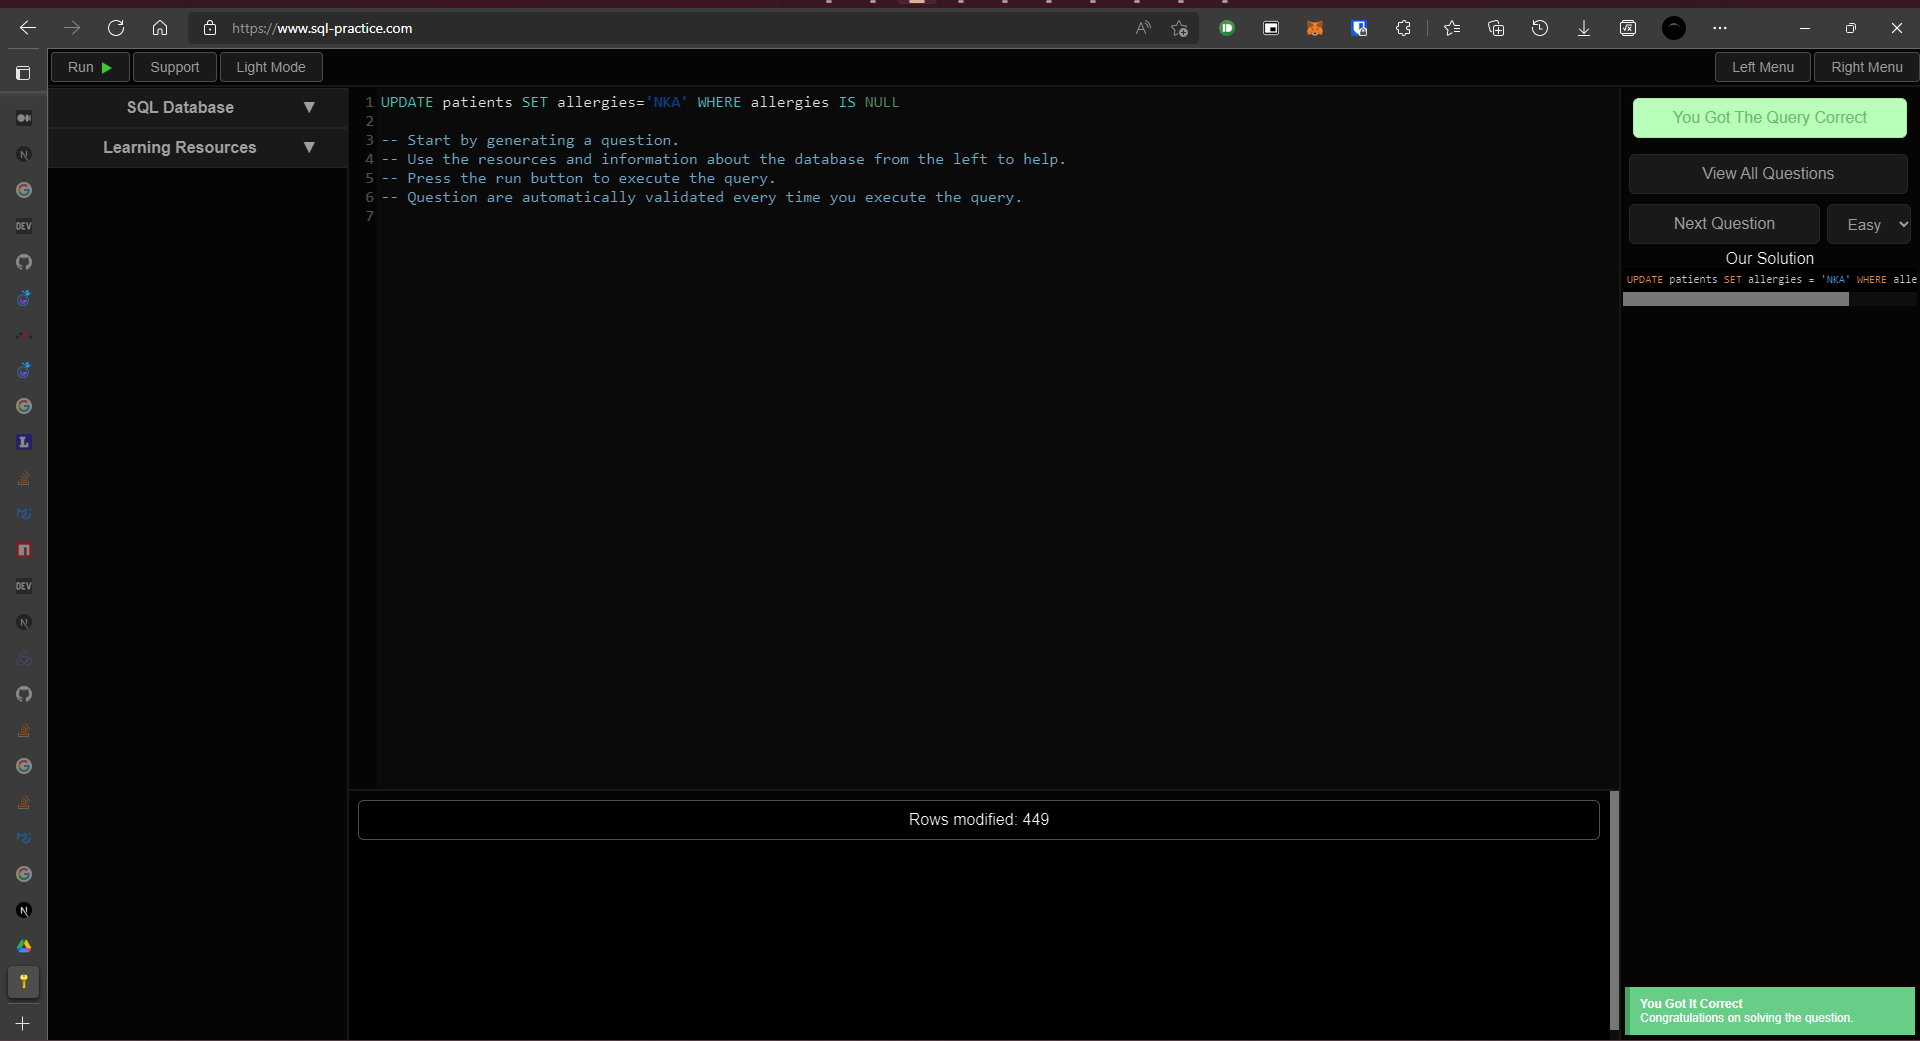 https://www.sql-practice.com
Run
Support
Light Mode
Left Menu
Right Menu
SQL Database
Learning Resources
1 UPDATE patients SET allergies='NKA' WHERE allergies IS NULL
2
3 -- Start by generating a question.
4 -- Use the resources and information about the database from the left to help.
5 -- Press the run button to execute the query.
6 -- Question are automatically validated every time you execute the query.
7
You Got The Query Correct
View All Questions
Next Question
Easy
Our Solution
UPDATE patients SET allergies = 'NKA' WHERE alle
Rows modified: 449
You Got It Correct
Congratulations on solving the question.
DEV
L
DEV